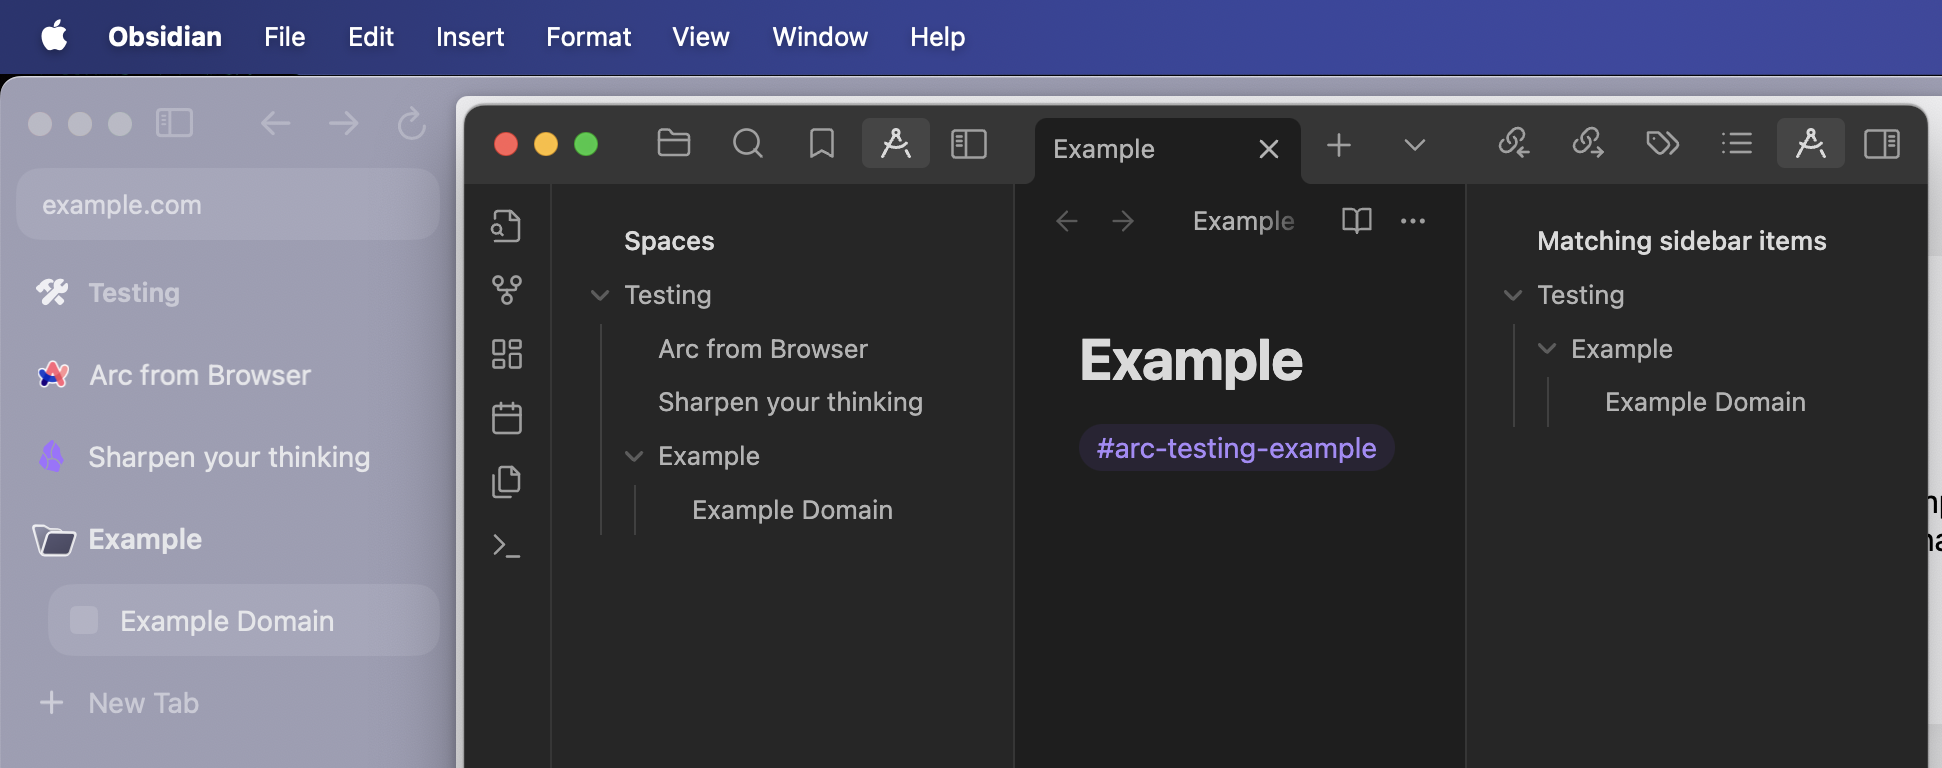 Obsidian File Edit Insert Format View Window Help
example.com
Testing
Arc from Browser
Sharpen your thinking
Example
Example Domain
New Tab
Example
Spaces
Testing
Arc from Browser
Sharpen your thinking
Example
Example Domain
Example
Example
#arc-testing-example
Matching sidebar items
Testing
Example
Example Domain